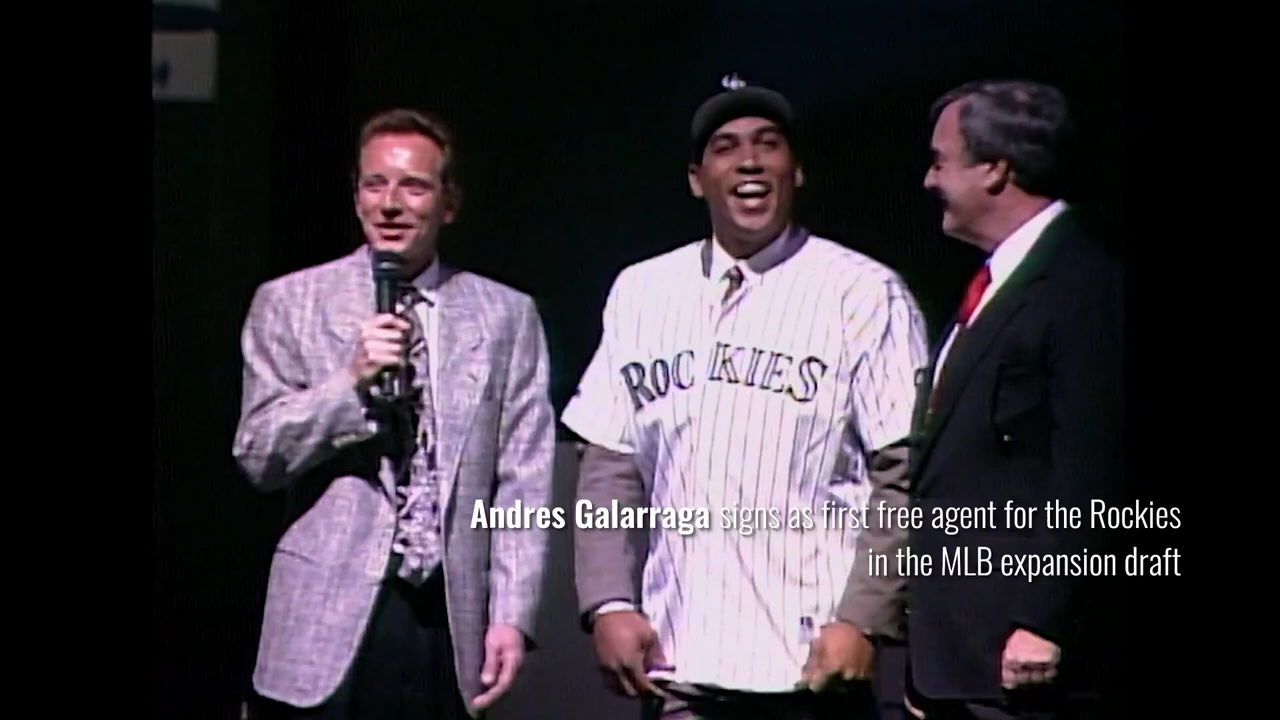 ROCKIES
Andres Galarraga signs as first free agent for the Rockies
in the MLB expansion draft